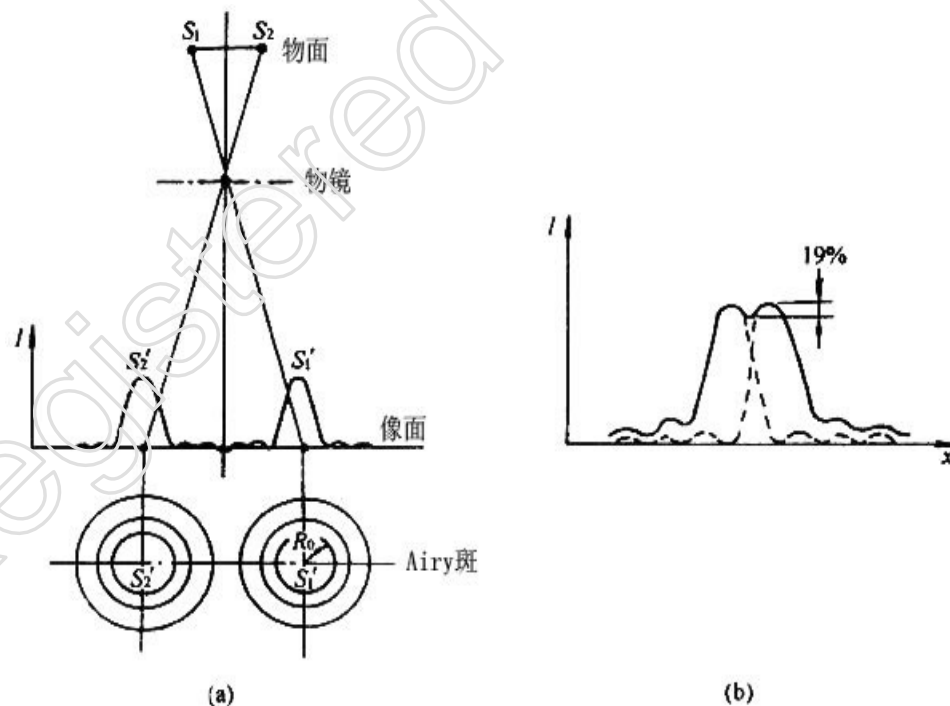 S₁ S₂ 物面
物镜
I S₂′ S₁′ 像面
R₀
S₂′ S₁′ Airy斑
(a)
I 19%
x
(b)
egistered